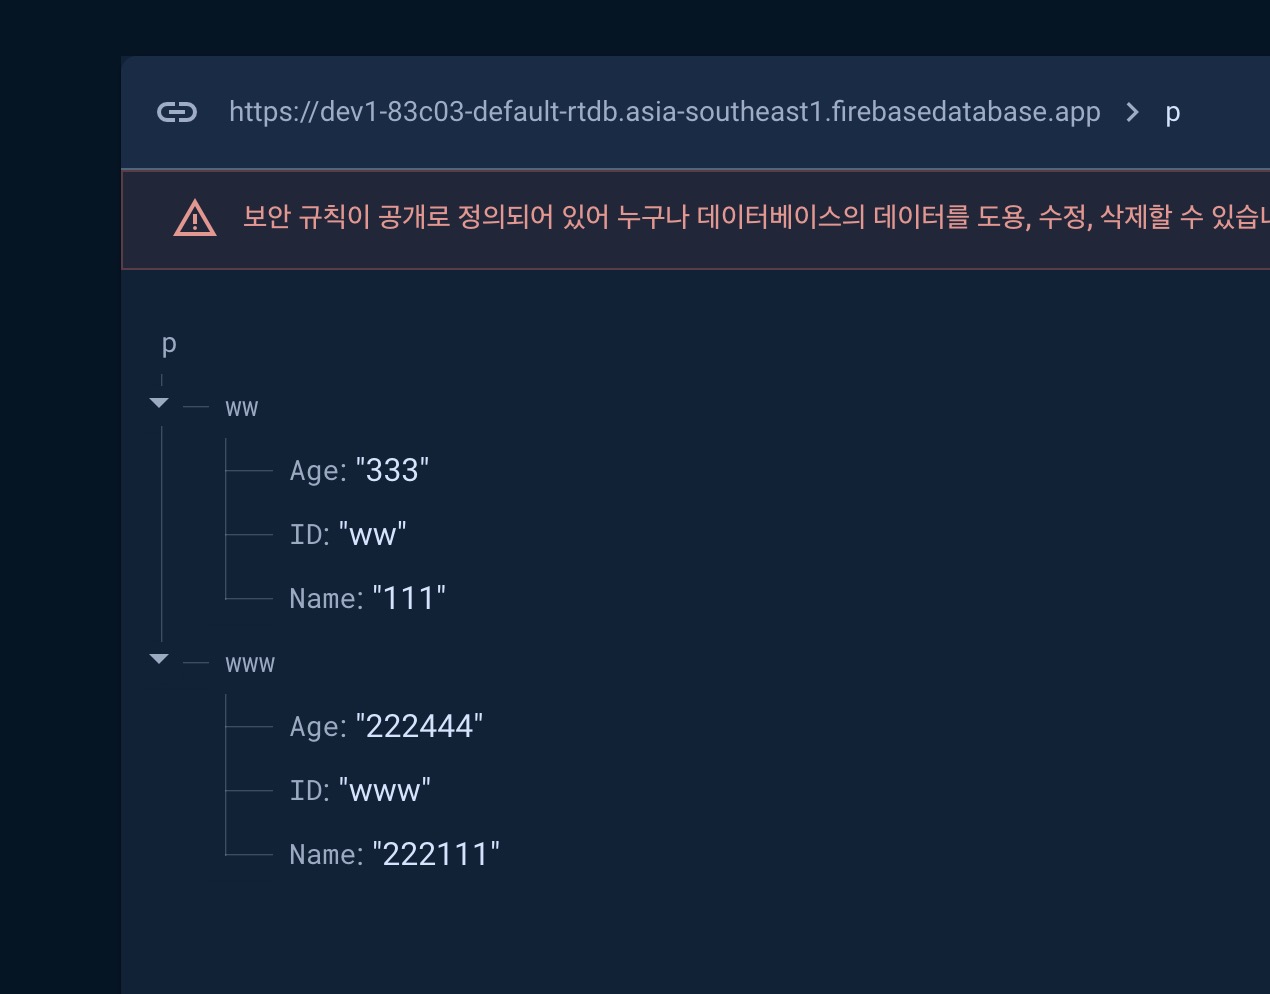 https://dev1-83c03-default-rtdb.asia-southeast1.firebasedatabase.app > p
보안 규칙이 공개로 정의되어 있어 누구나 데이터베이스의 데이터를 도용, 수정, 삭제할 수
p
ww
Age: "333"
ID: "ww"
Name: "111"
www
Age: "222444"
ID: "www"
Name: "222111"